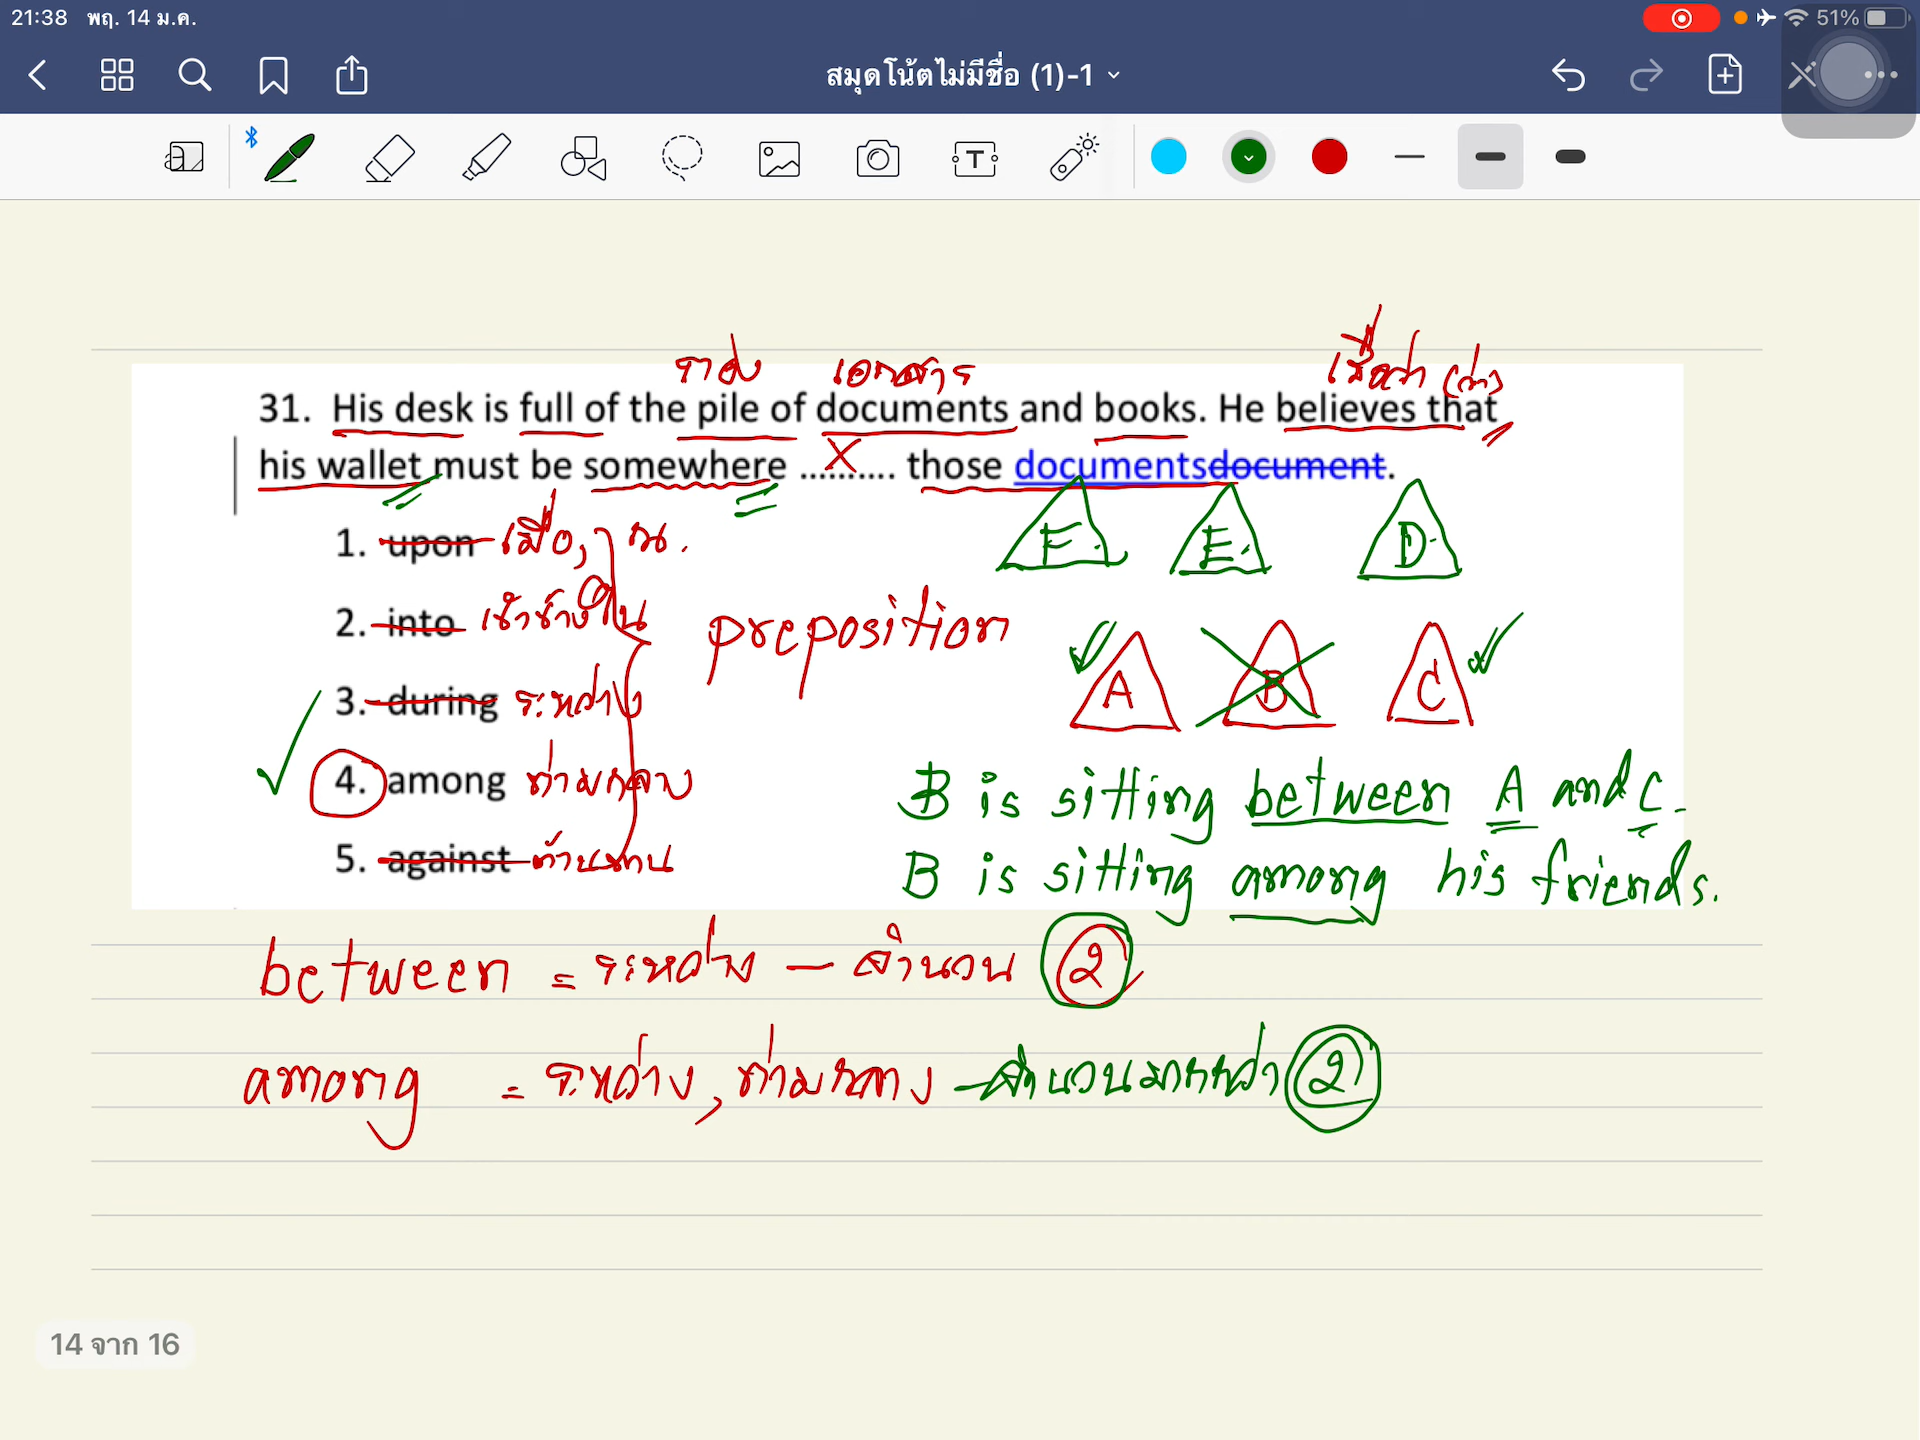 21:38 พฤ. 14 ม.ค.
51%
สมุดโน้ตไม่มีชื่อ (1)-1
กอง เอกสาร เชื่อว่า (ว่า)
31. His desk is full of the pile of documents and books. He believes that
his wallet must be somewhere .......... those documentsdocument.
X
F E D
1. upon เมื่อ, ณ.
2. into เข้าข้างใน
preposition
A B C
3. during ระหว่าง
4. among ท่ามกลาง
B is sitting between A and C.
5. against ต้านทาน
B is sitting among his friends.
between = ระหว่าง - จำนวน 2
among = ระหว่าง, ท่ามกลาง - จำนวนมากกว่า 2
14 จาก 16